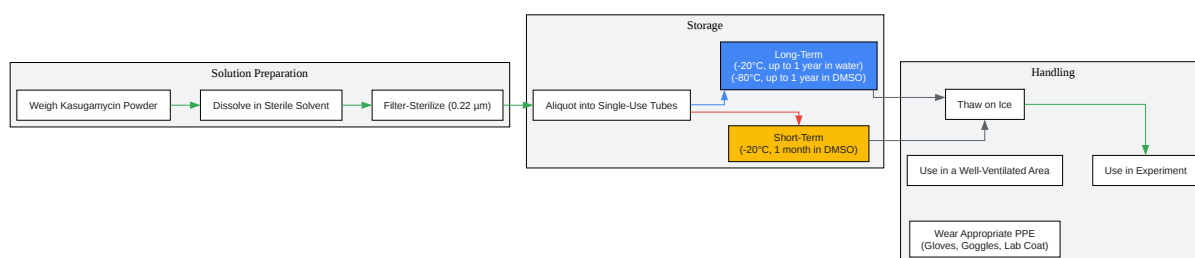 Solution Preparation
Weigh Kasugamycin Powder
Dissolve in Sterile Solvent
Filter-Sterilize (0.22 µm)
Storage
Aliquot into Single-Use Tubes
Long-Term
(-20°C, up to 1 year in water)
(-80°C, up to 1 year in DMSO)
Short-Term
(-20°C, 1 month in DMSO)
Handling
Thaw on Ice
Use in a Well-Ventilated Area
Use in Experiment
Wear Appropriate PPE
(Gloves, Goggles, Lab Coat)